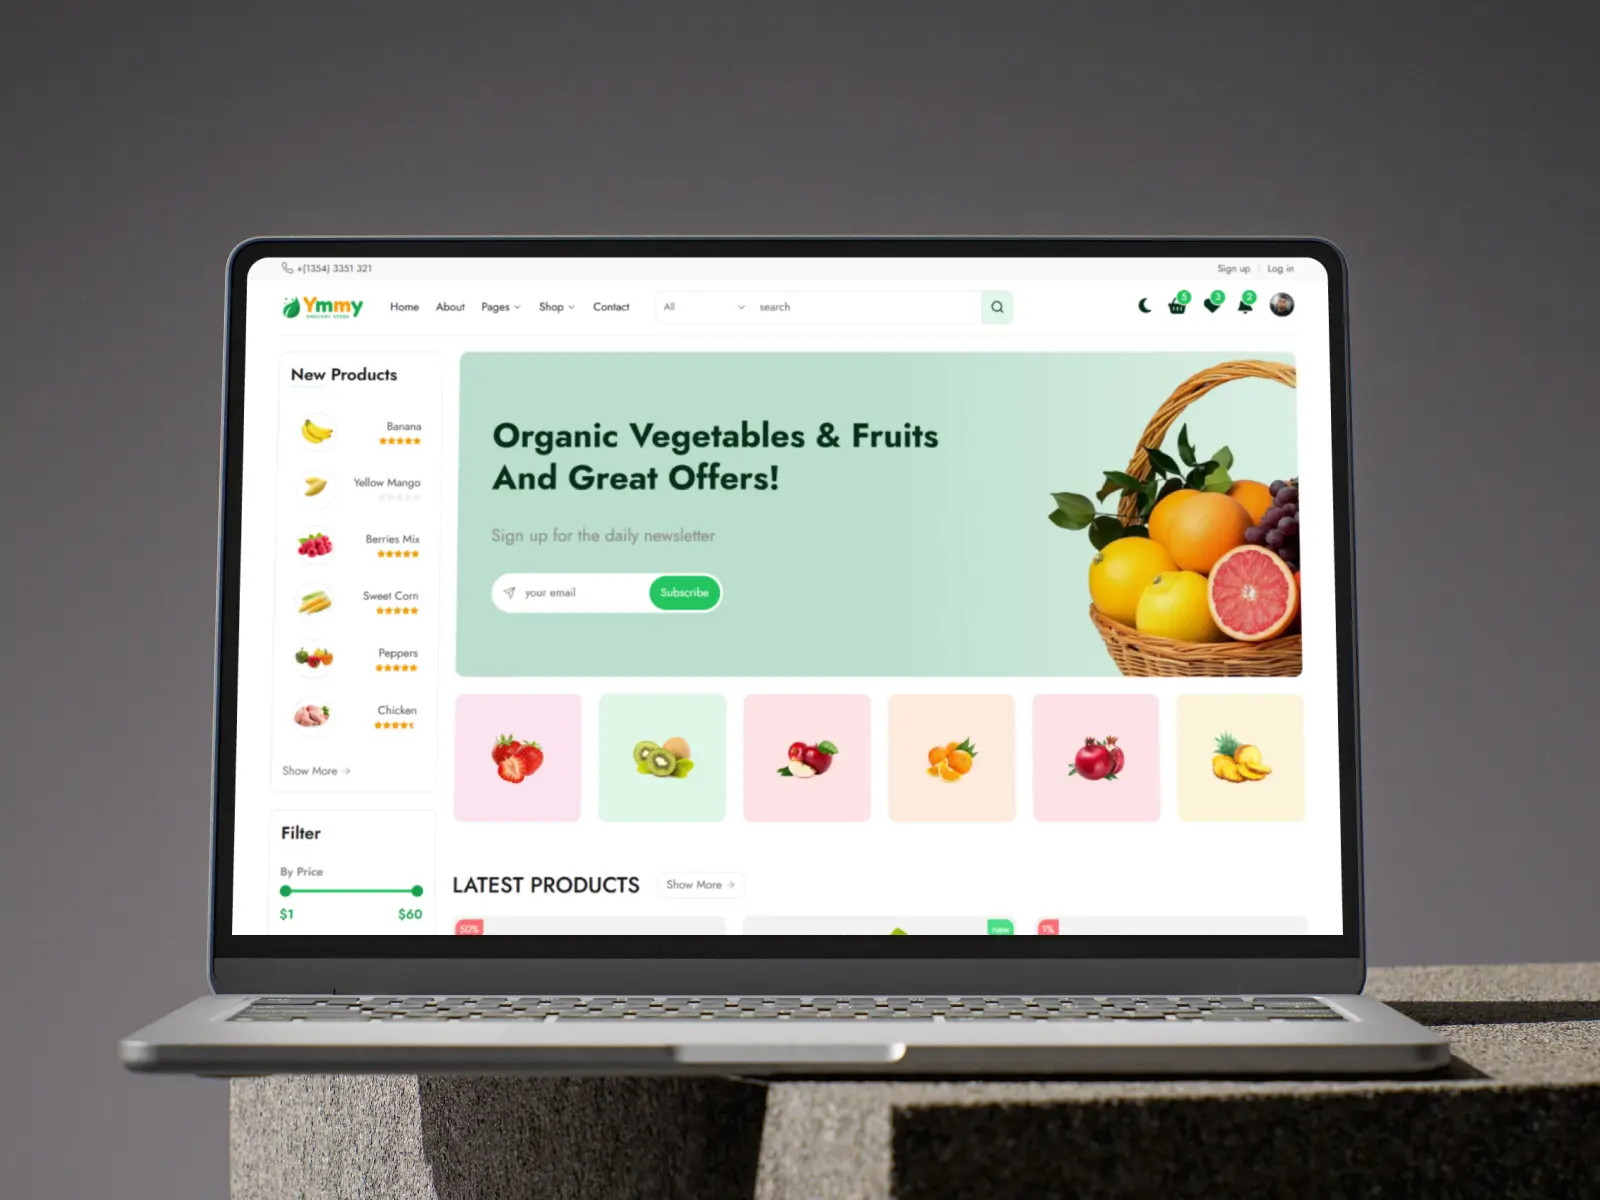 +(1354) 3351 321
Sign up
Log in
Ymmy
Home
About
Pages
Shop
Contact
All
search
5
3
2
New Products
Banana
Yellow Mango
Berries Mix
Sweet Corn
Peppers
Chicken
Show More
Filter
By Price
$1
$60
Organic Vegetables & Fruits
And Great Offers!
Sign up for the daily newsletter
your email
Subscribe
LATEST PRODUCTS
Show More
50%
new
1%